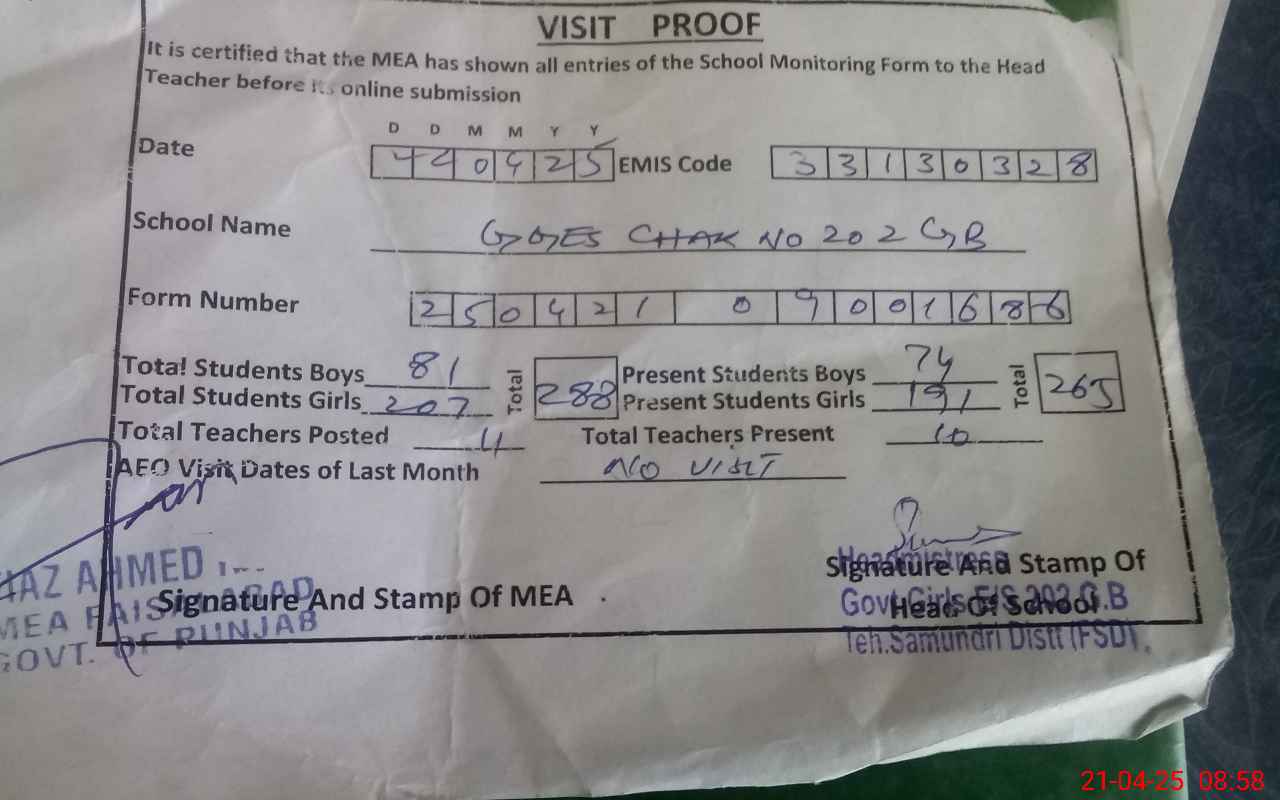 VISIT PROOF
It is certified that the MEA has shown all entries of the School Monitoring Form to the Head
Teacher before its online submission
D D M M Y Y
Date 0 4 2 5 EMIS Code 3 3 1 3 0 3 2 8
School Name GGES CHAK NO 202 GB
Form Number 2 5 0 4 2 1 0 9 0 0 1 6 8 6
Total Students Boys 81 Total 288 Present Students Boys 74 Total 265
Total Students Girls 207 Present Students Girls 191
Total Teachers Posted Total Teachers Present 10
AEO Visit Dates of Last Month NO VISIT
AHMED
Signature And Stamp Of MEA
MEA FAISALABAD
GOVT. OF PUNJAB
Headmistress
Signature And Stamp Of
Govt. Girls E/S 202 G.B
Head Of School
Teh. Samundri Distt (FSD).
21-04-25 08:58